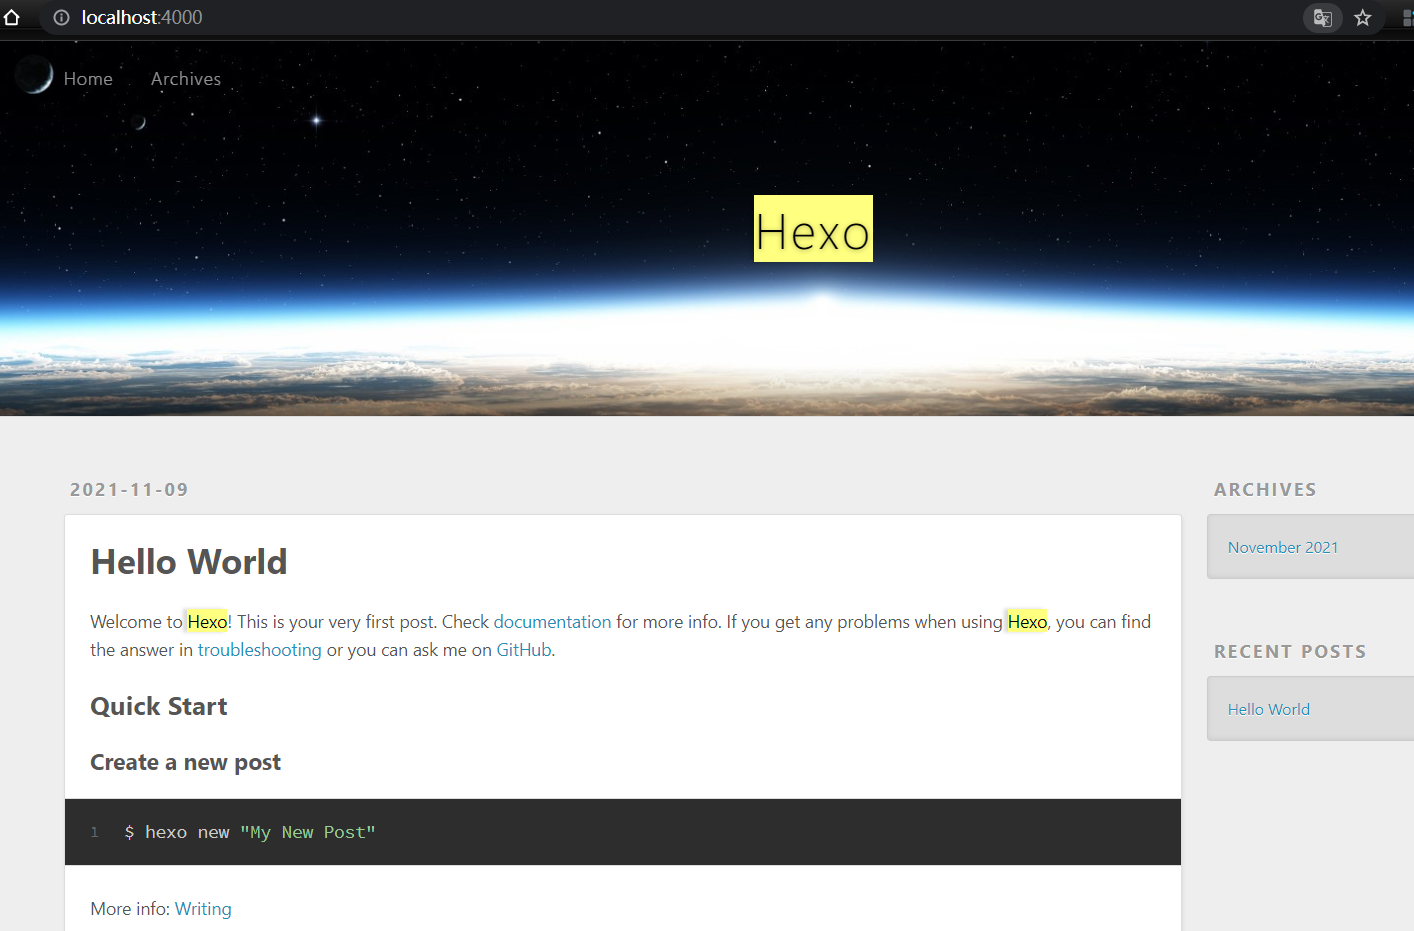 localhost:4000
Home Archives
Hexo
2021-11-09
Hello World
Welcome to Hexo! This is your very first post. Check documentation for more info. If you get any problems when using Hexo, you can find
the answer in troubleshooting or you can ask me on GitHub.
Quick Start
Create a new post
1 $ hexo new "My New Post"
More info: Writing
ARCHIVES
November 2021
RECENT POSTS
Hello World